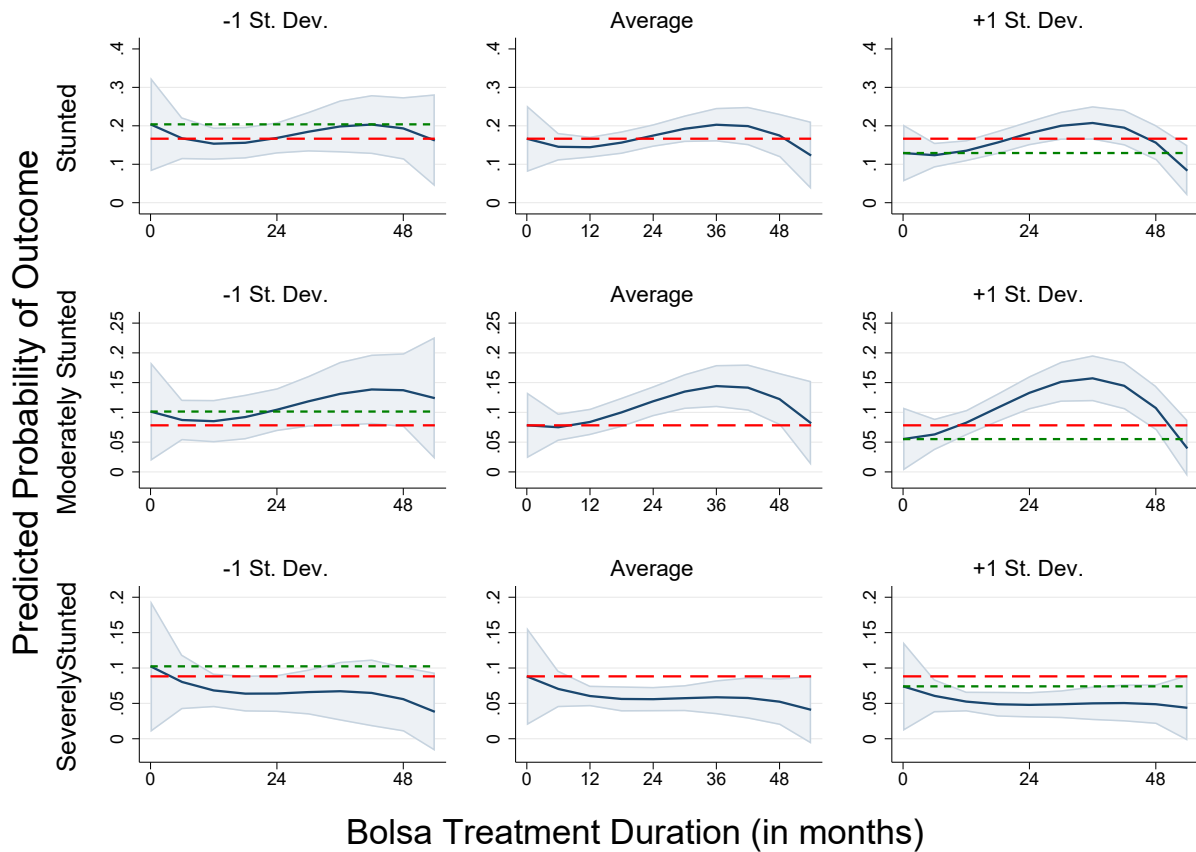 Predicted Probability of Outcome
Stunted
-1 St. Dev.
0 .1 .2 .3 .4
0 24 48
Average
0 .1 .2 .3 .4
0 12 24 36 48
+1 St. Dev.
0 .1 .2 .3 .4
0 24 48
Moderately Stunted
-1 St. Dev.
0 .05 .1 .15 .2 .25
0 24 48
Average
0 .05 .1 .15 .2 .25
0 12 24 36 48
+1 St. Dev.
0 .05 .1 .15 .2 .25
0 24 48
SeverelyStunted
-1 St. Dev.
0 .05 .1 .15 .2
0 24 48
Average
0 .05 .1 .15 .2
0 12 24 36 48
+1 St. Dev.
0 .05 .1 .15 .2
0 24 48
Bolsa Treatment Duration (in months)